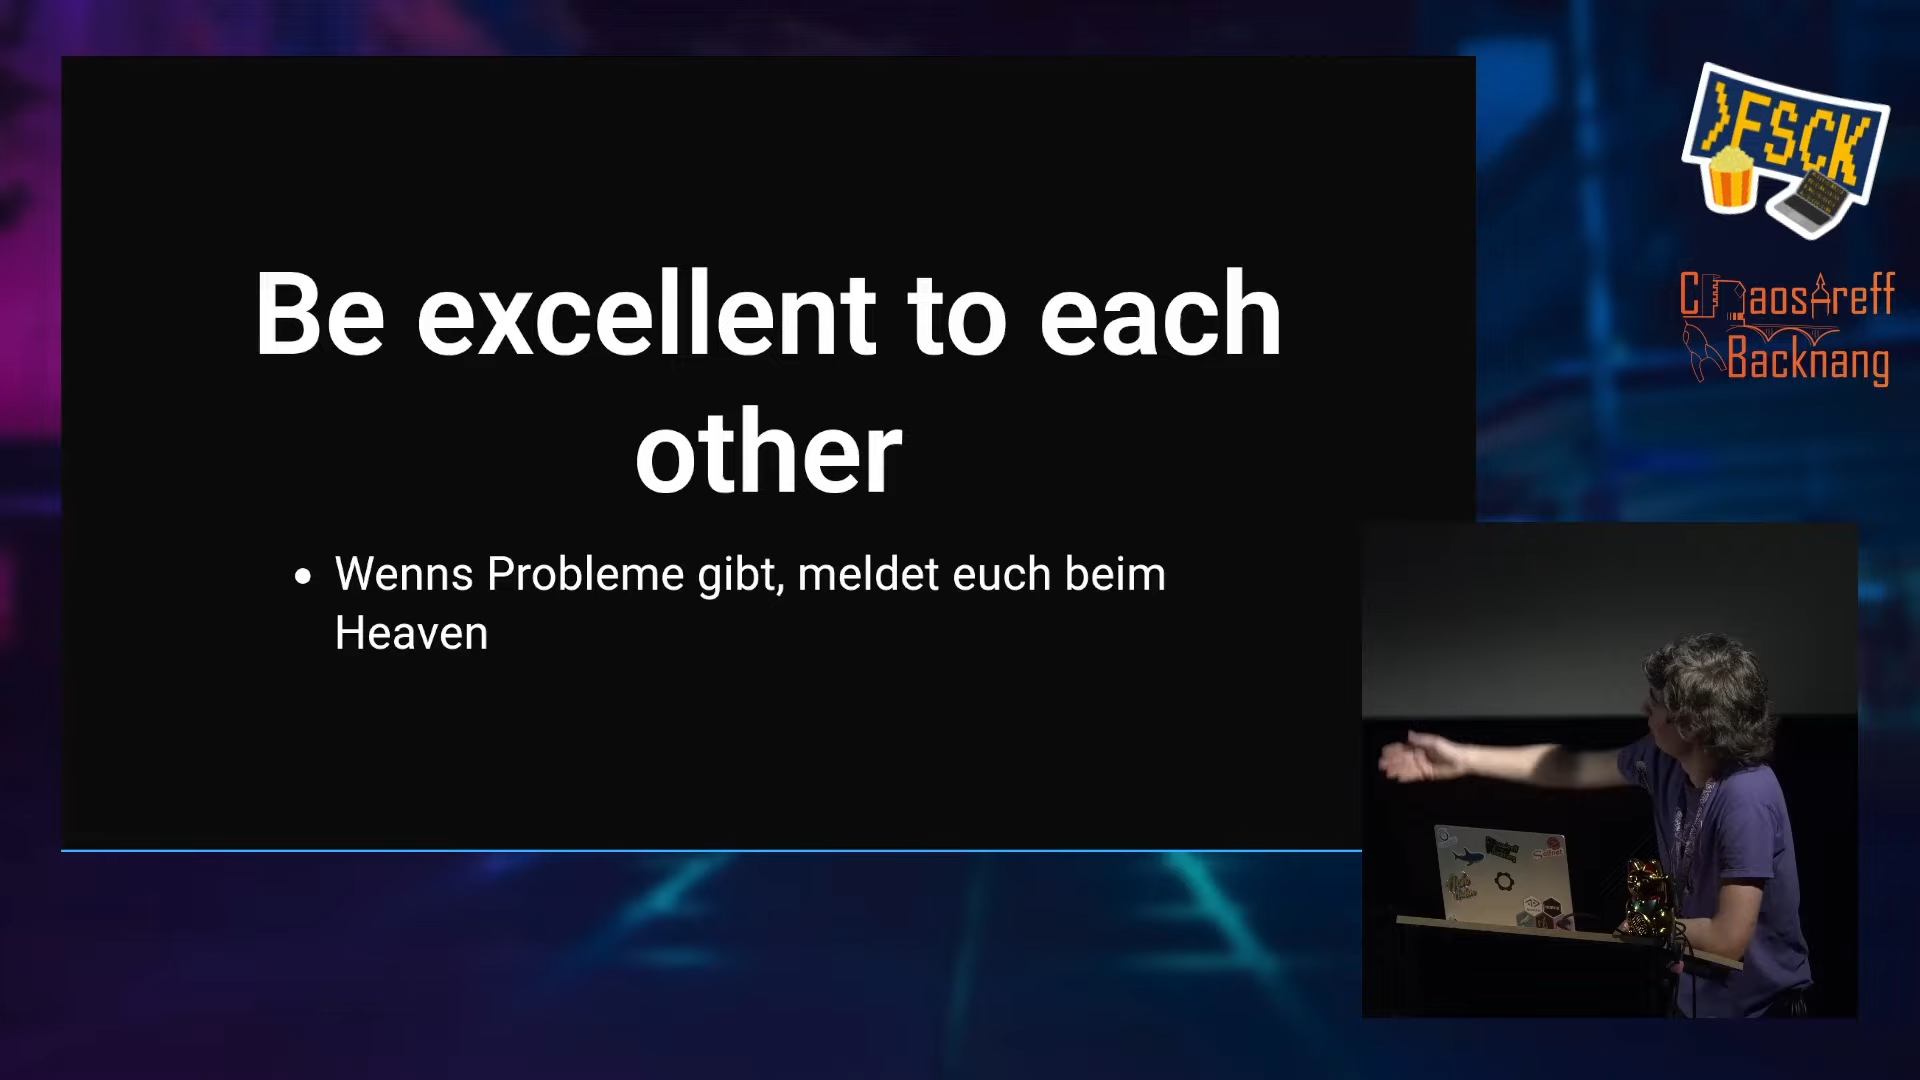 Be excellent to each
other
• Wenns Probleme gibt, meldet euch beim
Heaven
>FSCK
ChaosTreff
Backnang